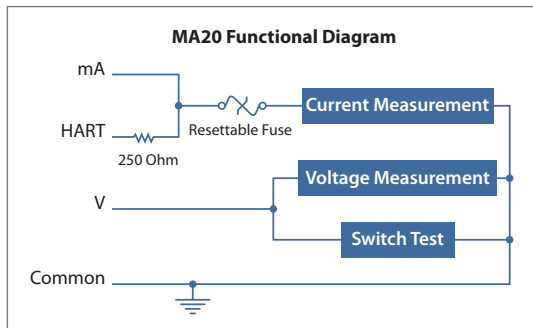 MA20 Functional Diagram
mA
Current Measurement
HART
Resettable Fuse
250 Ohm
Voltage Measurement
V
Switch Test
Common